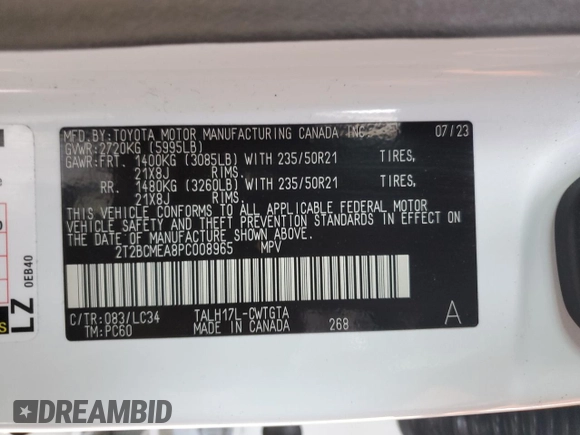 MFD.BY:TOYOTA MOTOR MANUFACTURING CANADA INC. 07/23
GVWR:2720KG (5995LB)
GAWR:FRT. 1400KG (3085LB) WITH 235/50R21 TIRES,
21X8J RIMS.
RR. 1480KG (3260LB) WITH 235/50R21 TIRES,
21X8J RIMS.
THIS VEHICLE CONFORMS TO ALL APPLICABLE FEDERAL MOTOR
VEHICLE SAFETY AND THEFT PREVENTION STANDARDS IN EFFECT ON
THE DATE OF MANUFACTURE SHOWN ABOVE.
2T2BCMEA8PC008965 MPV
C/TR:083/LC34 TALH17L-CWTGTA A
TM:PC60 MADE IN CANADA 268
LZ 0EB40
S
DREAMBID